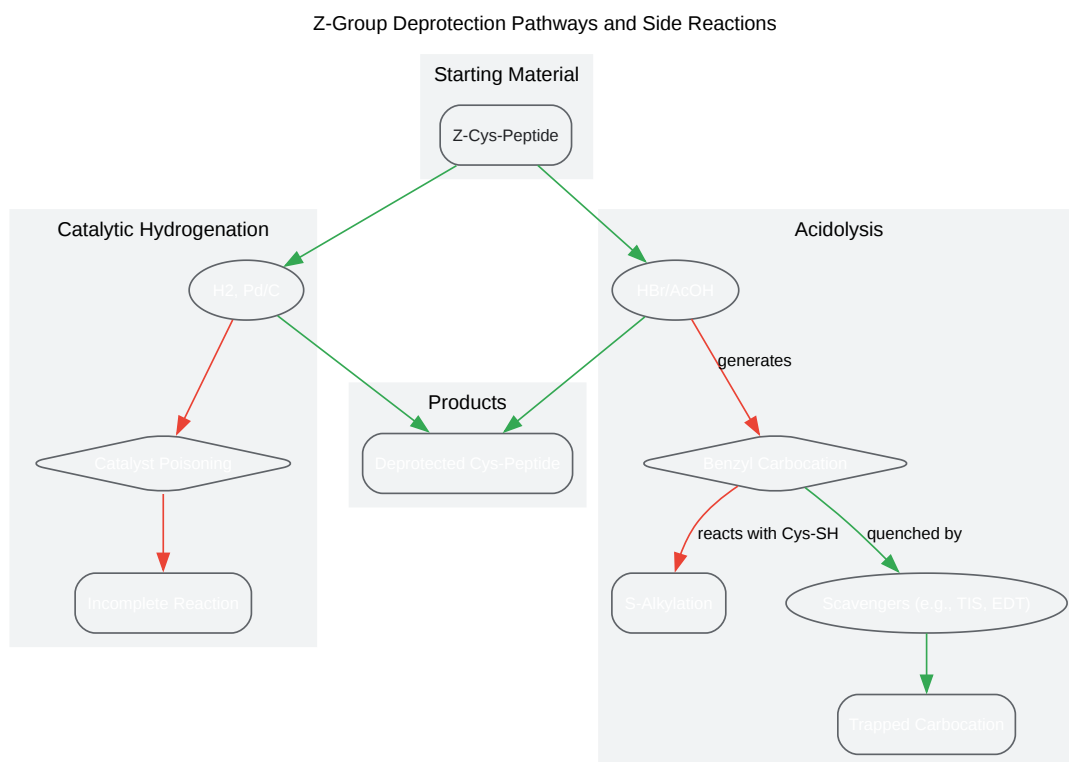 Z-Group Deprotection Pathways and Side Reactions
Starting Material
Z-Cys-Peptide
Catalytic Hydrogenation
Acidolysis
H2, Pd/C
HBr/AcOH
generates
Products
Deprotected Cys-Peptide
Catalyst Poisoning
Benzyl Carbocation
reacts with Cys-SH
quenched by
Incomplete Reaction
S-Alkylation
Scavengers (e.g., TIS, EDT)
Trapped Carbocation